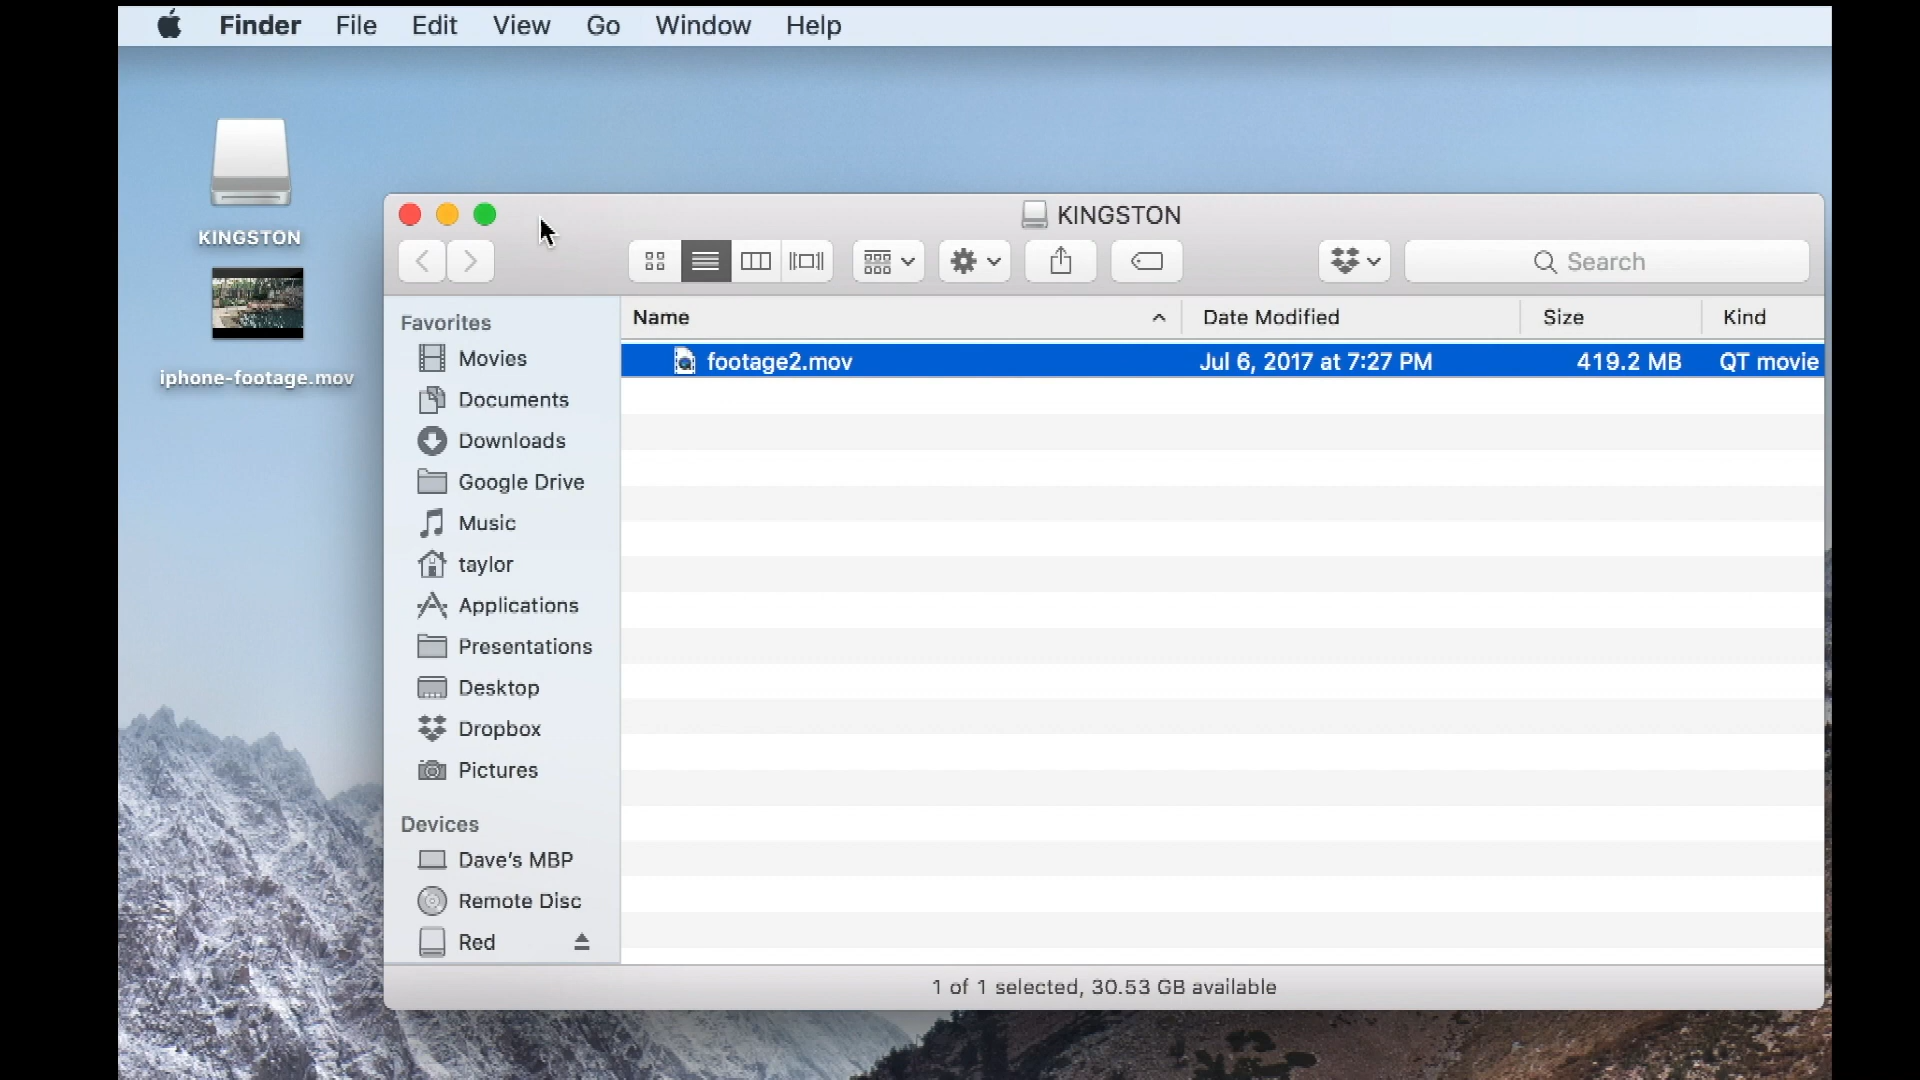 Finder File Edit View Go Window Help
KINGSTON
iphone-footage.mov
KINGSTON
Search
Favorites
Movies
Documents
Downloads
Google Drive
Music
taylor
Applications
Presentations
Desktop
Dropbox
Pictures
Devices
Dave's MBP
Remote Disc
Red
Name Date Modified Size Kind
footage2.mov Jul 6, 2017 at 7:27 PM 419.2 MB QT movie
1 of 1 selected, 30.53 GB available